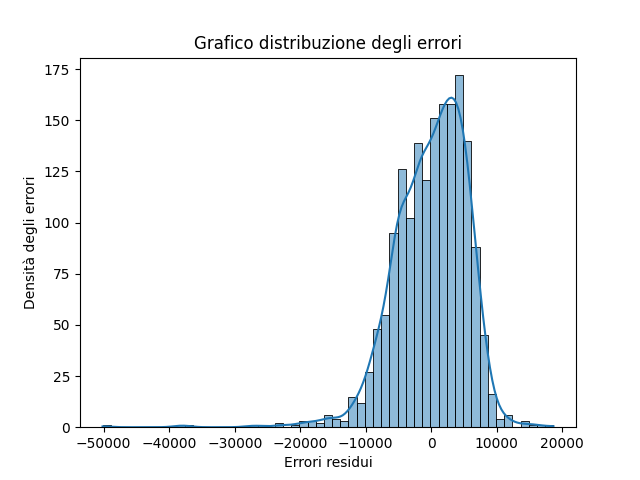 Grafico distribuzione degli errori
175
150
125
100
75
50
25
0
Densità degli errori
−50000 −40000 −30000 −20000 −10000 0 10000 20000
Errori residui